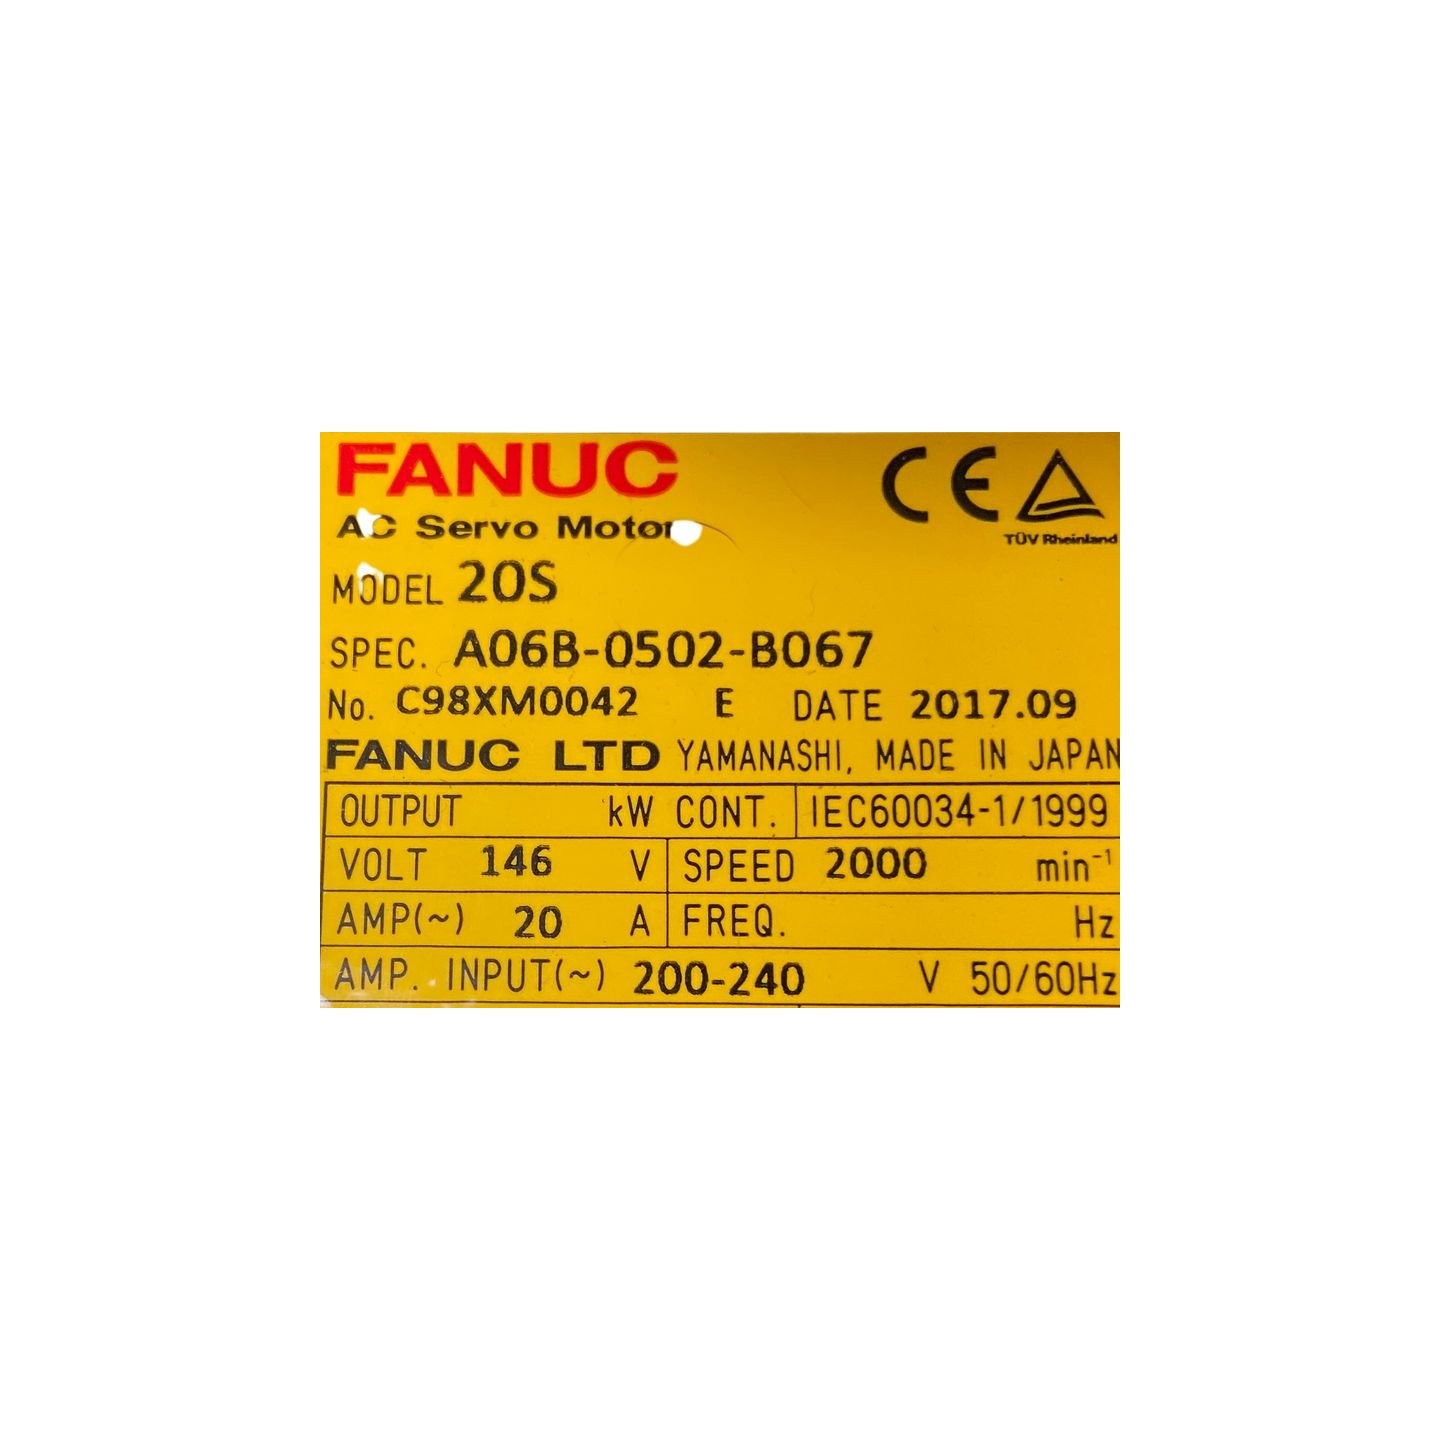 FANUC
CE
TÜV Rheinland
AC Servo Motor
MODEL 20S
SPEC. A06B-0502-B067
No. C98XM0042 E DATE 2017.09
FANUC LTD YAMANASHI, MADE IN JAPAN
OUTPUT kW CONT. IEC60034-1/1999
VOLT 146 V SPEED 2000 min⁻¹
AMP(~) 20 A FREQ. Hz
AMP. INPUT(~) 200-240 V 50/60Hz